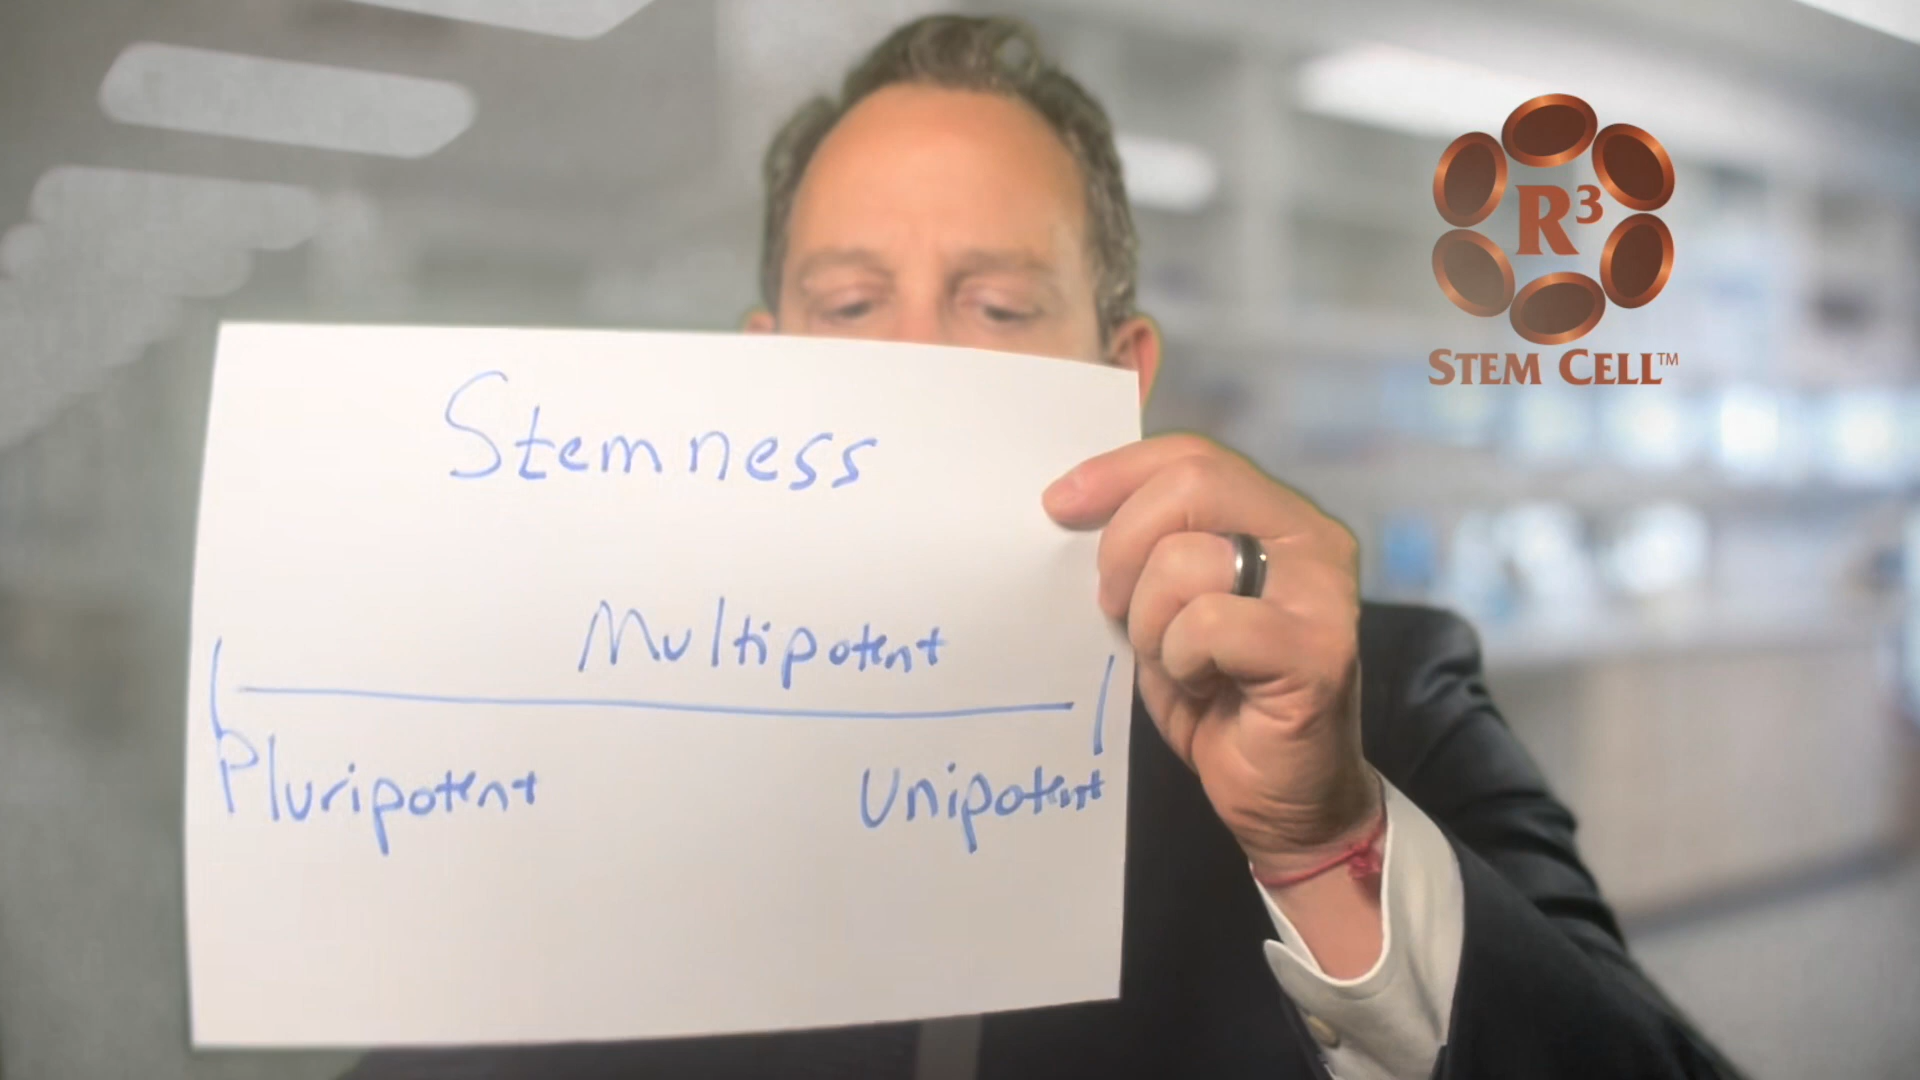 R³
STEM CELL™
Stemness
Multipotent
Pluripotent
Unipotent